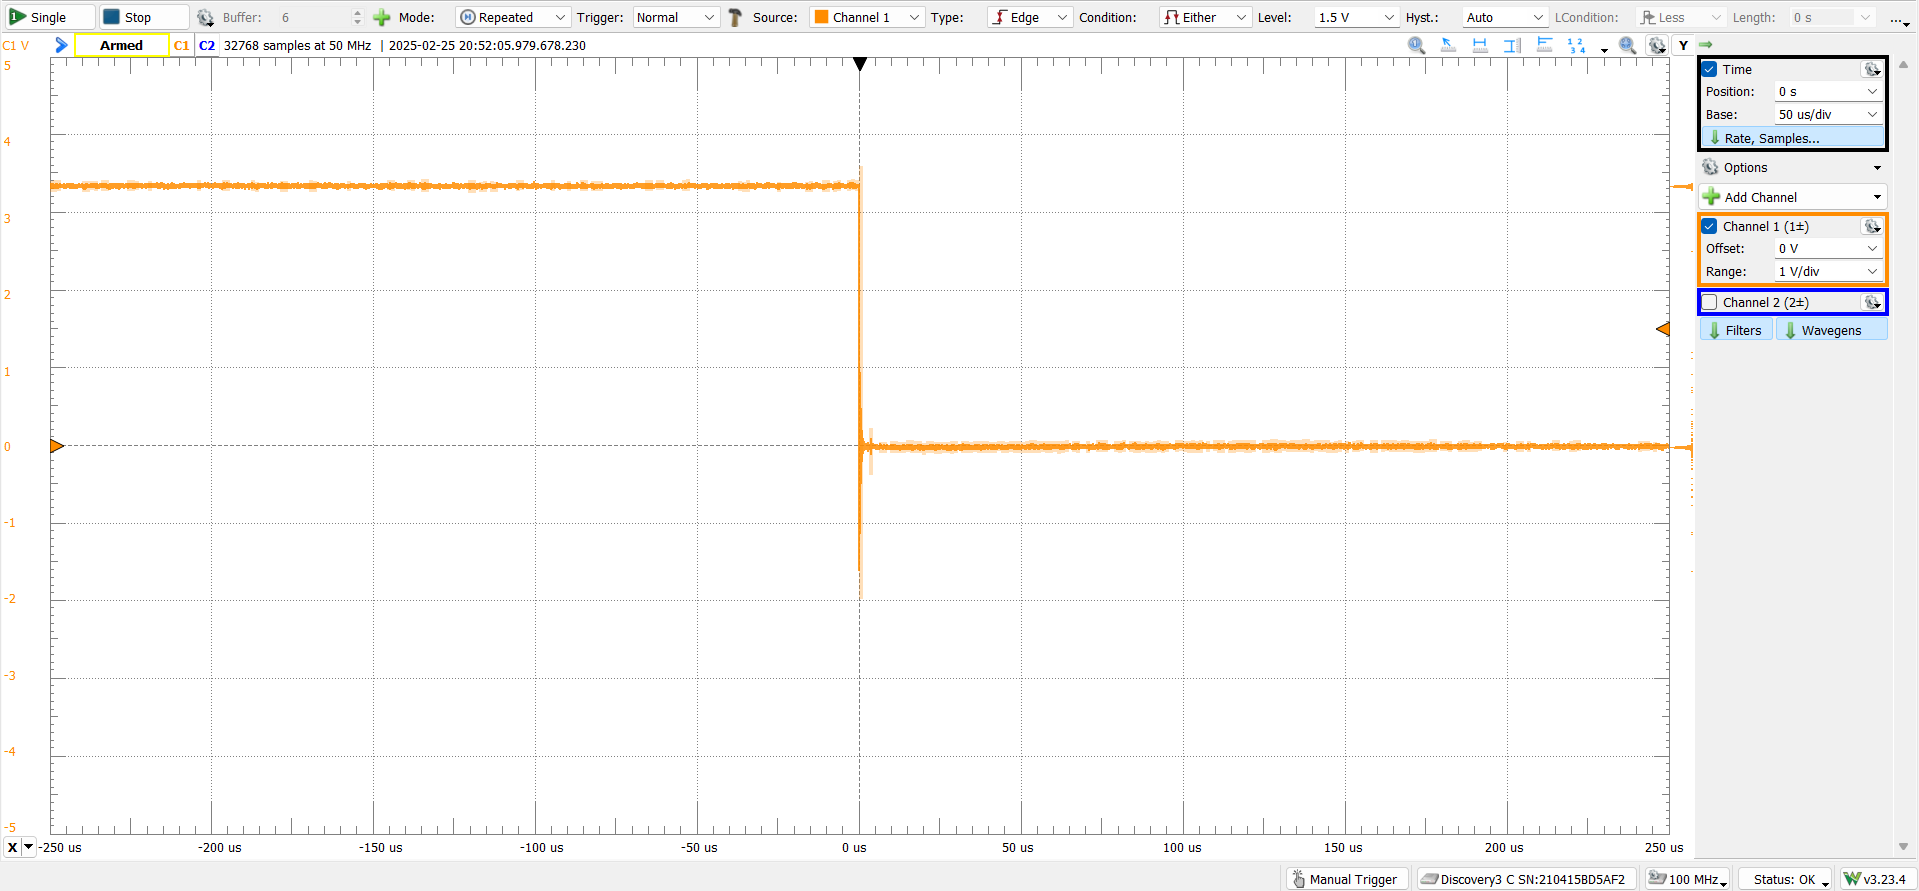 Single Stop Buffer: 6 Mode: Repeated Trigger: Normal Source: Channel 1 Type: Edge Condition: Either Level: 1.5 V Hyst.: Auto LCondition: Less Length: 0 s ...
C1 V Armed C1 C2 32768 samples at 50 MHz | 2025-02-25 20:52:05.979.678.230 1 2 3 4 Y
5
4
3
2
1
0
-1
-2
-3
-4
-5
X -250 us -200 us -150 us -100 us -50 us 0 us 50 us 100 us 150 us 200 us 250 us
Time
Position: 0 s
Base: 50 us/div
Rate, Samples...
Options
Add Channel
Channel 1 (1±)
Offset: 0 V
Range: 1 V/div
Channel 2 (2±)
Filters Wavegens
Manual Trigger Discovery3 C SN:210415BD5AF2 100 MHz Status: OK W v3.23.4